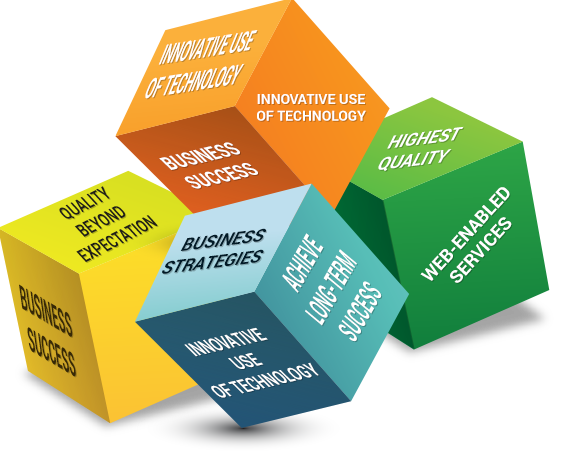 INNOVATIVE USE
OF TECHNOLOGY
INNOVATIVE USE
OF TECHNOLOGY
BUSINESS
SUCCESS
HIGHEST
QUALITY
WEB-ENABLED
SERVICES
QUALITY
BEYOND
EXPECTATION
BUSINESS
SUCCESS
BUSINESS
STRATEGIES
ACHIEVE
LONG-TERM
SUCCESS
INNOVATIVE
USE
OF TECHNOLOGY